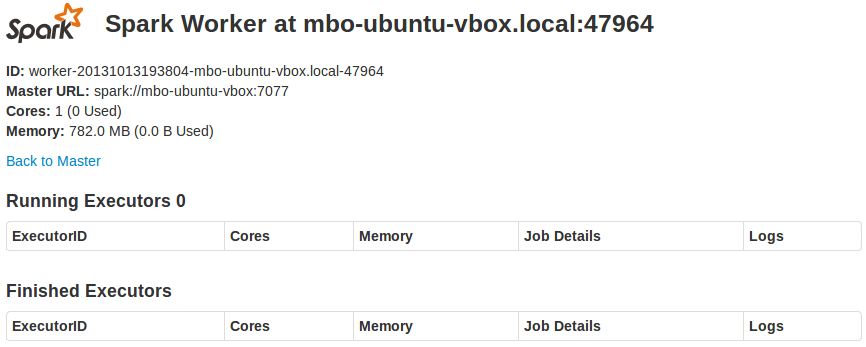 Spark Spark Worker at mbo-ubuntu-vbox.local:47964
ID: worker-20131013193804-mbo-ubuntu-vbox.local-47964
Master URL: spark://mbo-ubuntu-vbox:7077
Cores: 1 (0 Used)
Memory: 782.0 MB (0.0 B Used)
Back to Master
Running Executors 0
ExecutorID Cores Memory Job Details Logs
Finished Executors
ExecutorID Cores Memory Job Details Logs